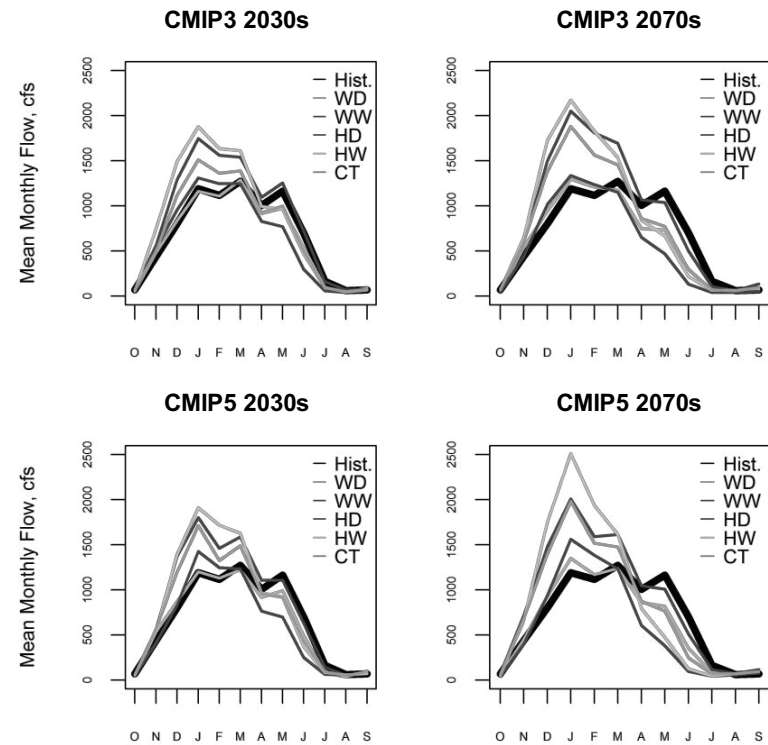 CMIP3 2030s
Mean Monthly Flow, cfs
2500
2000
1500
1000
500
0
Hist.
WD
WW
HD
HW
CT
O N D J F M A M J J A S
CMIP3 2070s
2500
2000
1500
1000
500
0
Hist.
WD
WW
HD
HW
CT
O N D J F M A M J J A S
CMIP5 2030s
Mean Monthly Flow, cfs
2500
2000
1500
1000
500
0
Hist.
WD
WW
HD
HW
CT
O N D J F M A M J J A S
CMIP5 2070s
2500
2000
1500
1000
500
0
Hist.
WD
WW
HD
HW
CT
O N D J F M A M J J A S